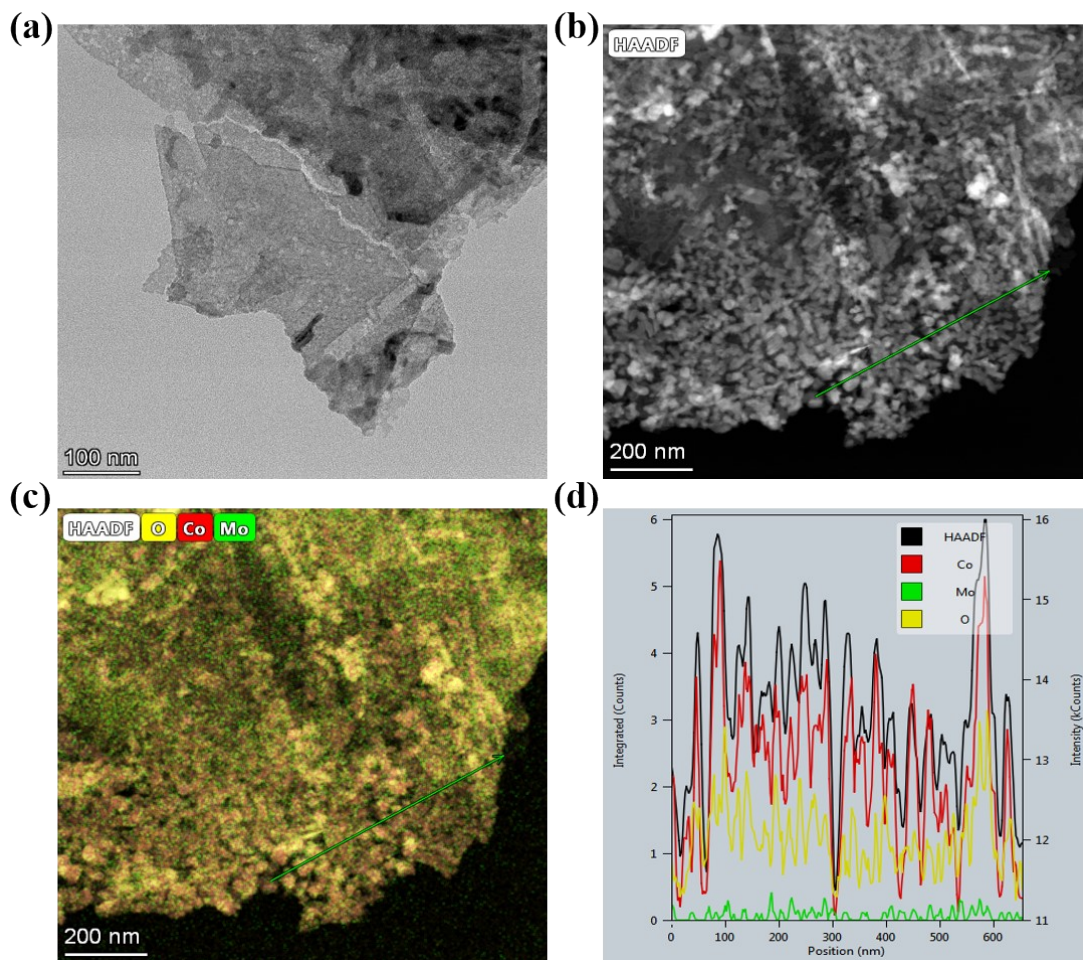 (a)
100 nm
(b)
HAADF
200 nm
(c)
HAADF O Co Mo
200 nm
(d)
HAADF
Co
Mo
O
6
5
4
3
2
1
0
Integrated (Counts)
16
15
14
13
12
11
Intensity (kCounts)
0 100 200 300 400 500 600
Position (nm)